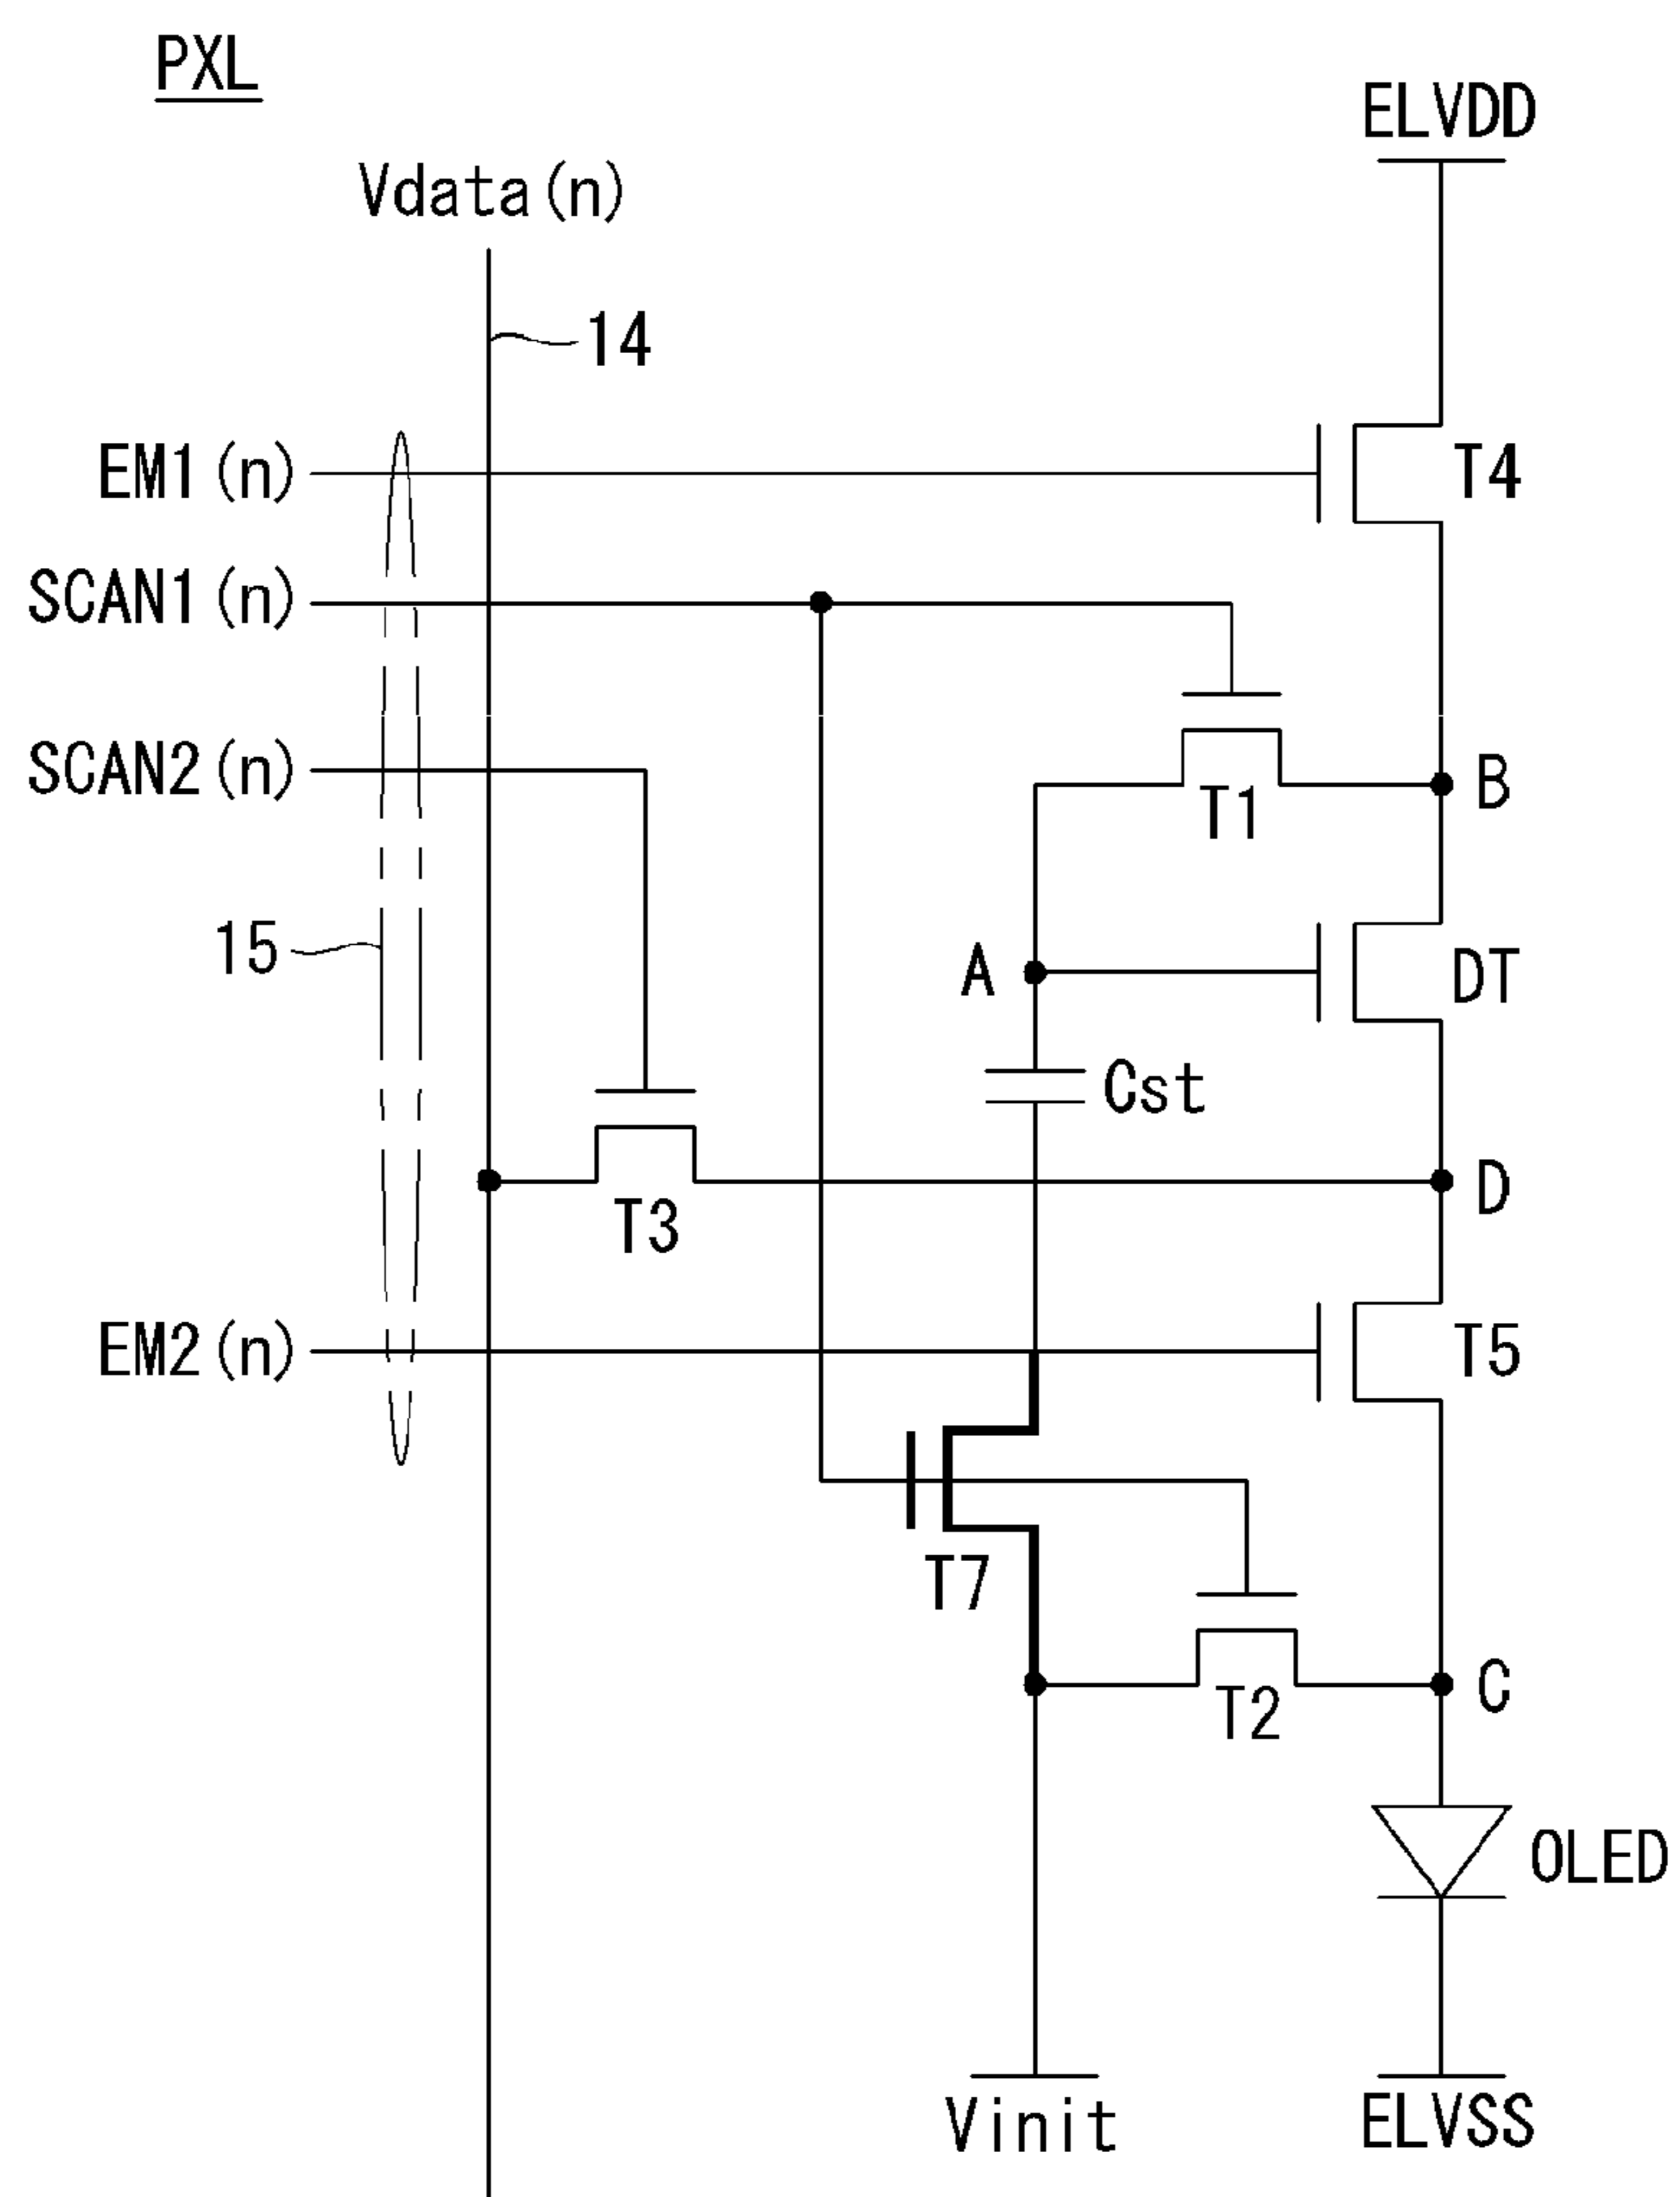 PXL
ELVDD
Vdata(n)
14
EM1(n)
T4
SCAN1(n)
SCAN2(n)
B
T1
15
A
DT
Cst
D
T3
EM2(n)
T5
T7
C
T2
OLED
Vinit
ELVSS